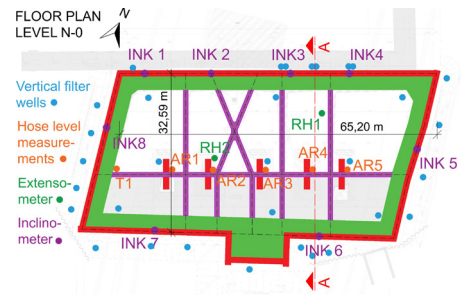 FLOOR PLAN
LEVEL N-0
N
A
INK 1
INK 2
INK3
INK4
Vertical filter
wells
Hose level
measure-
ments
Extenso-
meter
Inclino-
meter
32,59 m
RH1
65,20 m
INK8
RH2
AR1
AR2
AR3
AR4
AR5
INK 5
T1
INK 7
INK 6
A